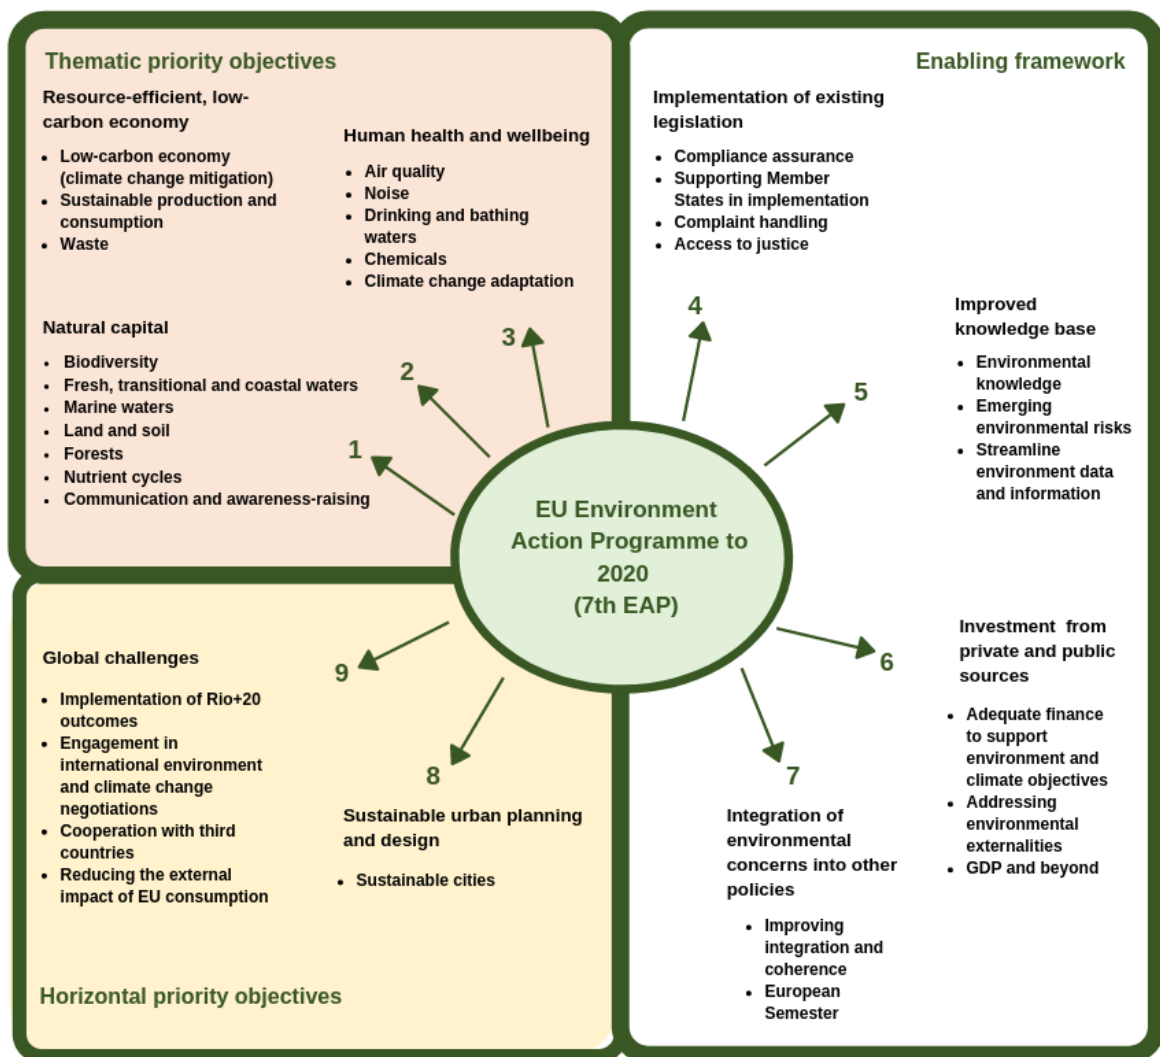 Thematic priority objectives
Resource-efficient, low-
carbon economy
• Low-carbon economy
(climate change mitigation)
• Sustainable production and
consumption
• Waste
Human health and wellbeing
• Air quality
• Noise
• Drinking and bathing
waters
• Chemicals
• Climate change adaptation
Natural capital
• Biodiversity
• Fresh, transitional and coastal waters
• Marine waters
• Land and soil
• Forests
• Nutrient cycles
• Communication and awareness-raising
1
2
3
Enabling framework
Implementation of existing
legislation
• Compliance assurance
• Supporting Member
States in implementation
• Complaint handling
• Access to justice
4
5
Improved
knowledge base
• Environmental
knowledge
• Emerging
environmental risks
• Streamline
environment data
and information
EU Environment
Action Programme to
2020
(7th EAP)
6
Investment from
private and public
sources
• Adequate finance
to support
environment and
climate objectives
• Addressing
environmental
externalities
• GDP and beyond
7
Integration of
environmental
concerns into other
policies
• Improving
integration and
coherence
• European
Semester
8
Sustainable urban planning
and design
• Sustainable cities
9
Global challenges
• Implementation of Rio+20
outcomes
• Engagement in
international environment
and climate change
negotiations
• Cooperation with third
countries
• Reducing the external
impact of EU consumption
Horizontal priority objectives